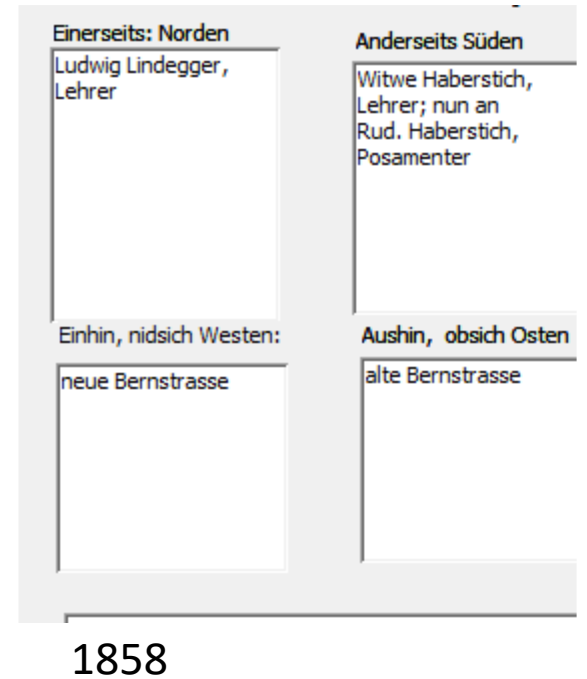 Einerseits: Norden
Ludwig Lindegger,
Lehrer
Anderseits Süden
Witwe Haberstich,
Lehrer; nun an
Rud. Haberstich,
Posamenter
Einhin, nidsich Westen:
neue Bernstrasse
Aushin, obsich Osten
alte Bernstrasse
1858